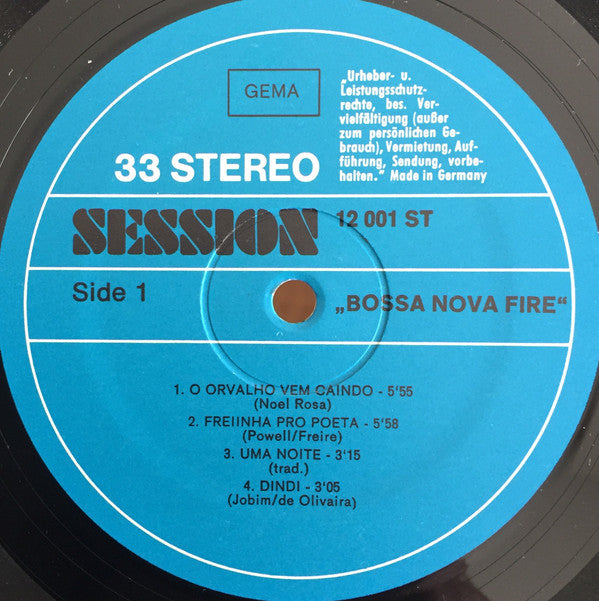 GEMA
„Urheber- u.
Leistungsschutz-
rechte, bes. Ver-
vielfältigung (außer
zum persönlichen Ge-
brauch), Vermietung, Auf-
führung, Sendung, vorbe-
halten." Made in Germany
33 STEREO
SESSION 12 001 ST
Side 1
„BOSSA NOVA FIRE“
1. O ORVALHO VEM CAINDO - 5'55
(Noel Rosa)
2. FREIINHA PRO POETA - 5'58
(Powell/Freire)
3. UMA NOITE - 3'15
(trad.)
4. DINDI - 3'05
(Jobim/de Olivaira)